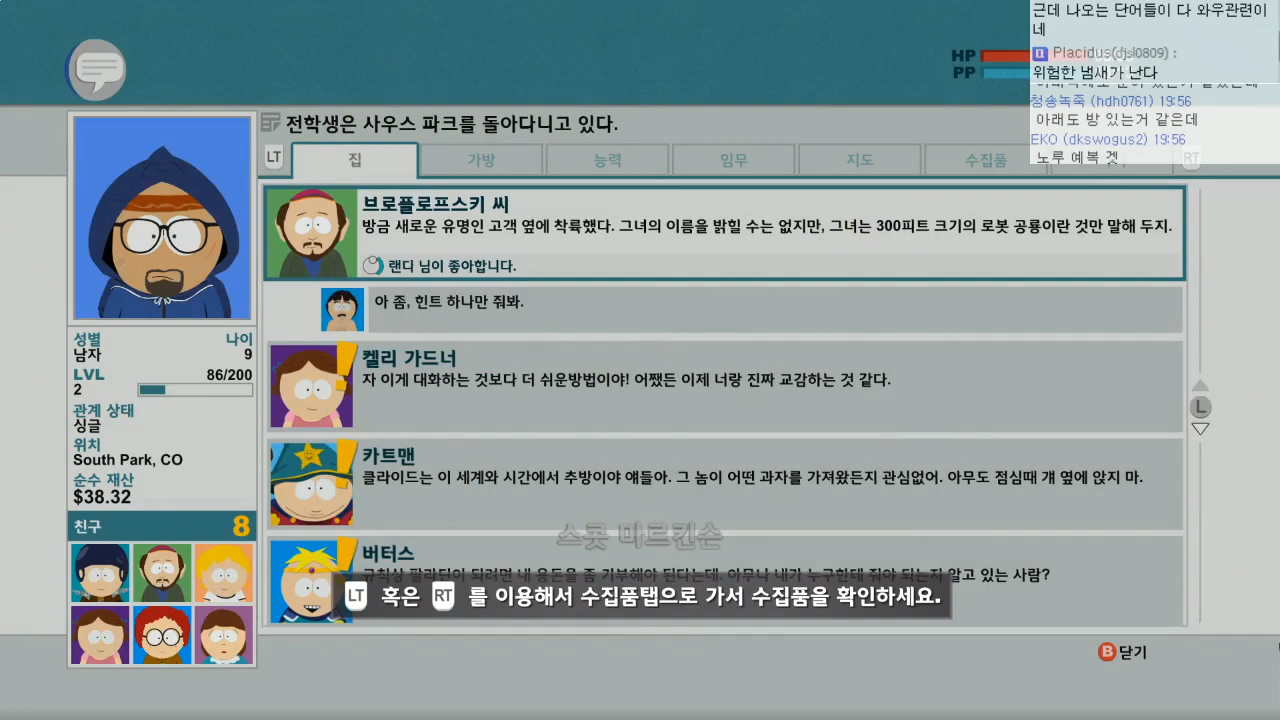 근데 나오는 단어들이 다 와우관련이
네
Placidus(djsl0809) :
위험한 냄새가 난다
청송녹죽 (hdh0761) 19:56
아래도 방 있는거 같은데
EKO (dkswogus2) 19:56
노루 예복 겟,
HP
PP
전학생은 사우스 파크를 돌아다니고 있다.
LT 집 가방 능력 임무 지도 수집품 RT
브로플로프스키 씨
방금 새로운 유명인 고객 옆에 착륙했다. 그녀의 이름을 밝힐 수는 없지만, 그녀는 300피트 크기의 로봇 공룡이란 것만 말해 두지.
랜디 님이 좋아합니다.
아 좀, 힌트 하나만 줘봐.
켈리 가드너
자 이게 대화하는 것보다 더 쉬운방법이야! 어쨌든 이제 너랑 진짜 교감하는 것 같다.
카트맨
클라이드는 이 세계와 시간에서 추방이야 얘들아. 그 놈이 어떤 과자를 가져왔든지 관심없어. 아무도 점심때 걔 옆에 앉지 마.
스콧 마르킨슨
버터스
규칙상 팔라딘이 되려면 내 용돈을 좀 기부해야 된다는데. 아무나 내가 누구한테 줘야 되는지 알고 있는 사람?
LT 혹은 RT 를 이용해서 수집품탭으로 가서 수집품을 확인하세요.
성별 나이
남자 9
LVL 86/200
2
관계 상태
싱글
위치
South Park, CO
순수 재산
$38.32
친구 8
L
B 닫기